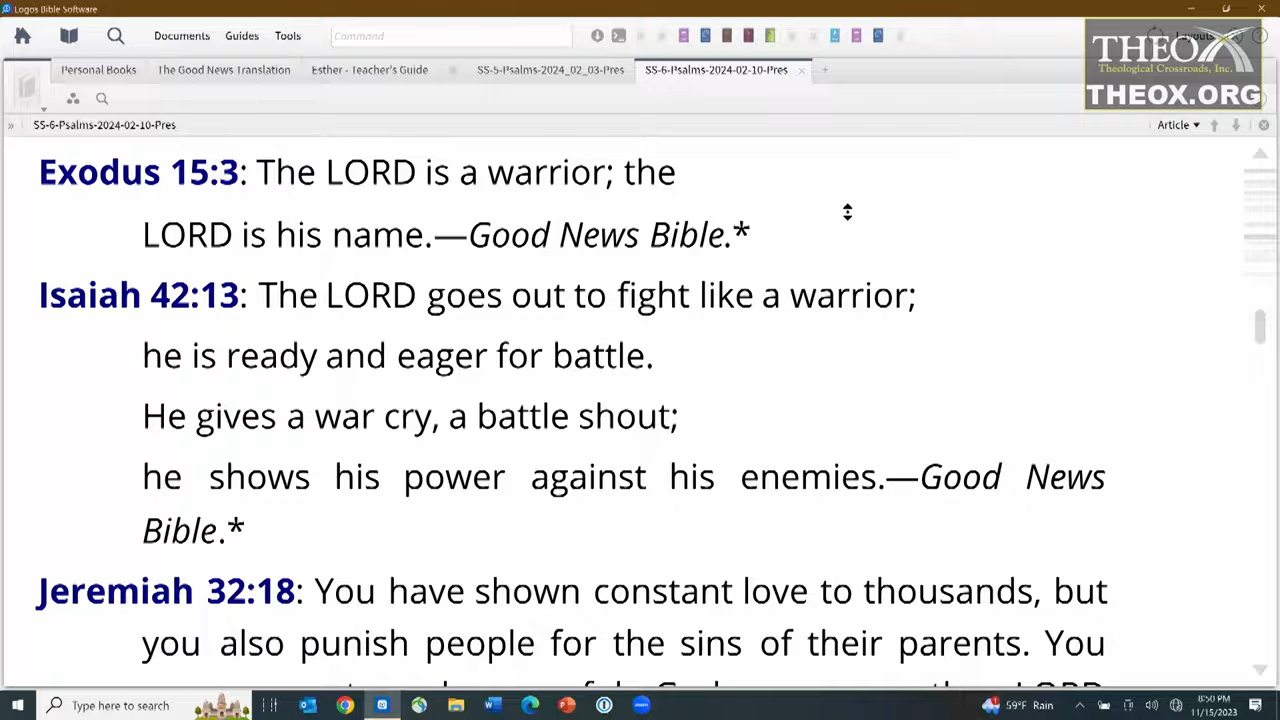 Logos Bible Software
Documents Guides Tools Command
THEOX
Theological Crossroads, Inc.
THEOX.ORG
Personal Books The Good News Translation Esther - Teacher's Guid salms-2024_02_03-Pres SS-6-Psalms-2024-02-10-Pres
SS-6-Psalms-2024-02-10-Pres Article
Exodus 15:3: The LORD is a warrior; the
LORD is his name.—Good News Bible.*
Isaiah 42:13: The LORD goes out to fight like a warrior;
he is ready and eager for battle.
He gives a war cry, a battle shout;
he shows his power against his enemies.—Good News
Bible.*
Jeremiah 32:18: You have shown constant love to thousands, but
you also punish people for the sins of their parents. You
Type here to search 59°F Rain 8:50 PM
11/15/2023